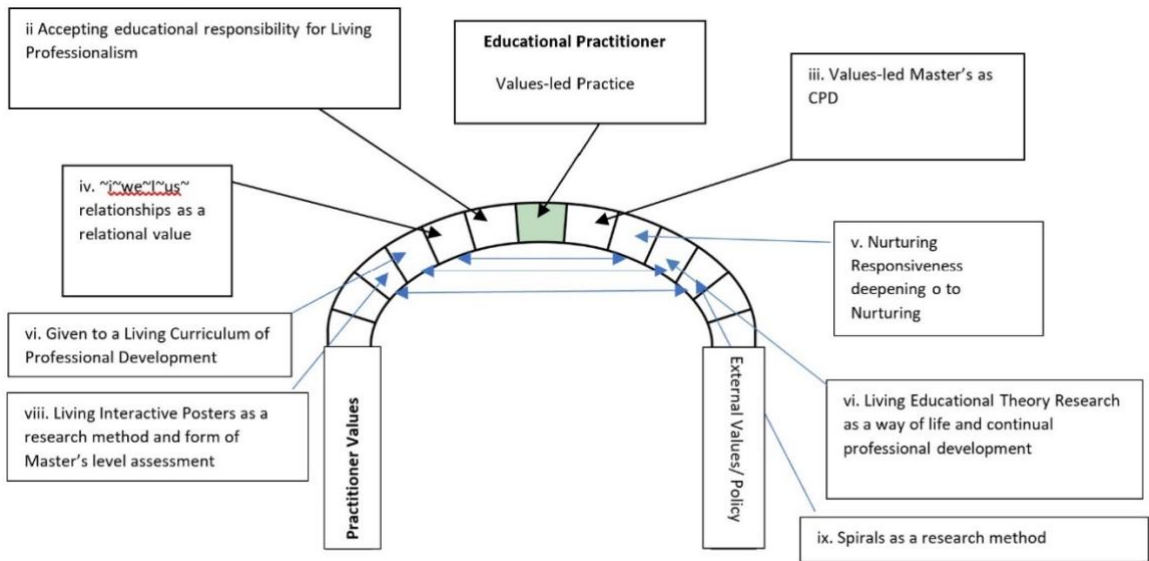 ii Accepting educational responsibility for Living
Professionalism
Educational Practitioner
Values-led Practice
iii. Values-led Master's as
CPD
iv. ~i~we~I~us~
relationships as a
relational value
v. Nurturing
Responsiveness
deepening o to
Nurturing
vi. Given to a Living Curriculum of
Professional Development
viii. Living Interactive Posters as a
research method and form of
Master's level assessment
Practitioner Values
External Values/ Policy
vi. Living Educational Theory Research
as a way of life and continual
professional development
ix. Spirals as a research method